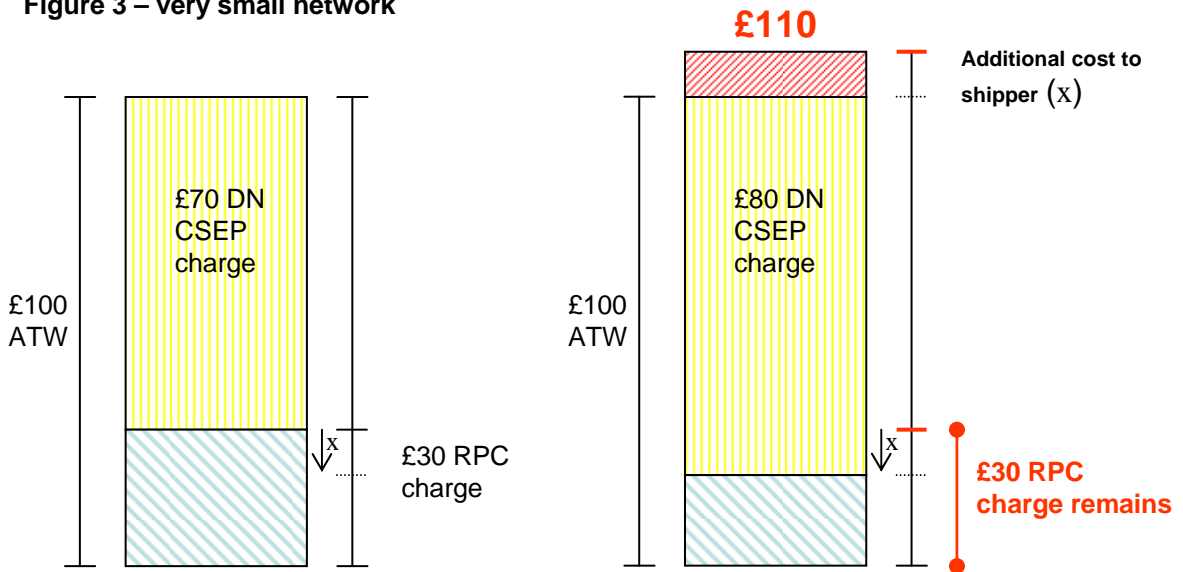 Figure 3 – Very small network
£110
Additional cost to
shipper (x)
£70 DN
CSEP
charge
£80 DN
CSEP
charge
£100
ATW
£100
ATW
x
x
£30 RPC
charge
£30 RPC
charge remains